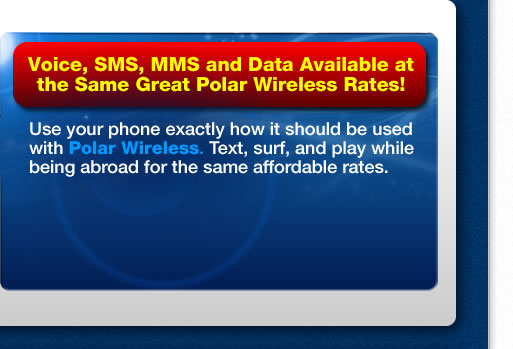 Voice, SMS, MMS and Data Available at
the Same Great Polar Wireless Rates!
Use your phone exactly how it should be used
with Polar Wireless. Text, surf, and play while
being abroad for the same affordable rates.